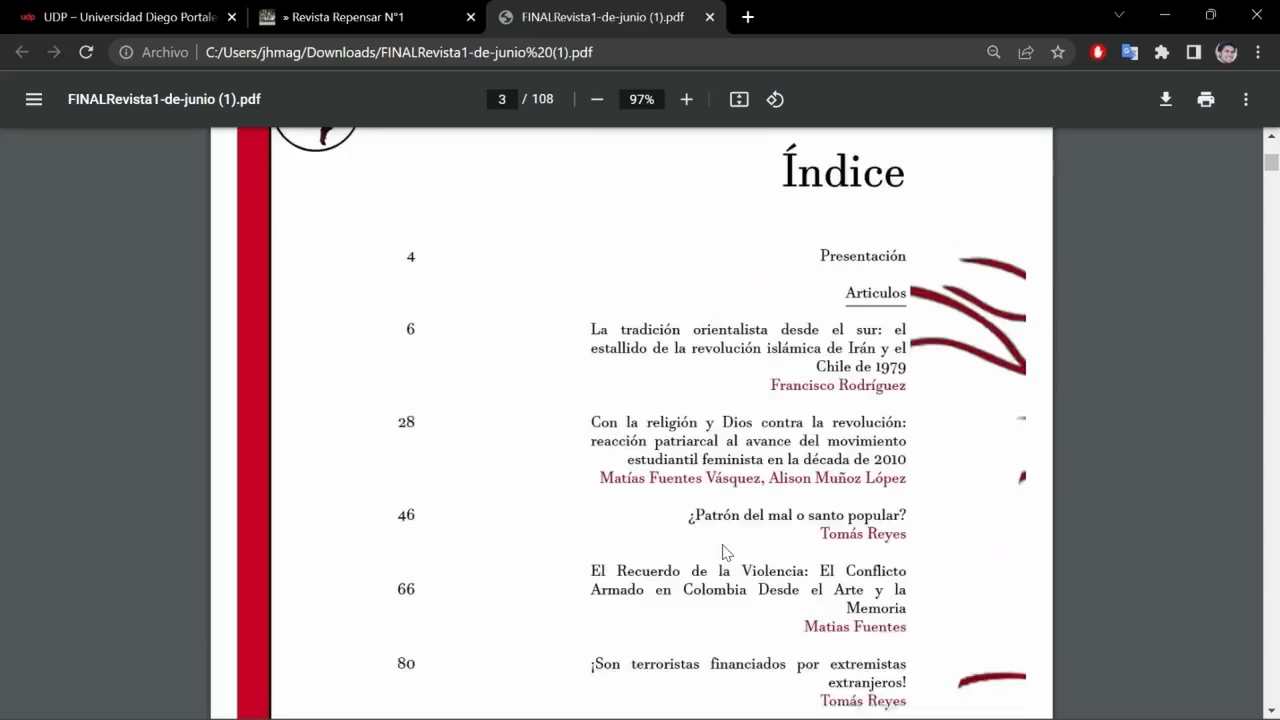 UDP – Universidad Diego Portale
» Revista Repensar N°1
FINALRevista1-de-junio (1).pdf
Archivo
C:/Users/jhmag/Downloads/FINALRevista1-de-junio%20(1).pdf
FINALRevista1-de-junio (1).pdf
3 / 108
97%
Índice
4
Presentación
Articulos
6
La tradición orientalista desde el sur: el
estallido de la revolución islámica de Irán y el
Chile de 1979
Francisco Rodríguez
28
Con la religión y Dios contra la revolución:
reacción patriarcal al avance del movimiento
estudiantil feminista en la década de 2010
Matías Fuentes Vásquez, Alison Muñoz López
46
¿Patrón del mal o santo popular?
Tomás Reyes
El Recuerdo de la Violencia: El Conflicto
66
Armado en Colombia Desde el Arte y la
Memoria
Matias Fuentes
80
¡Son terroristas financiados por extremistas
extranjeros!
Tomás Reyes